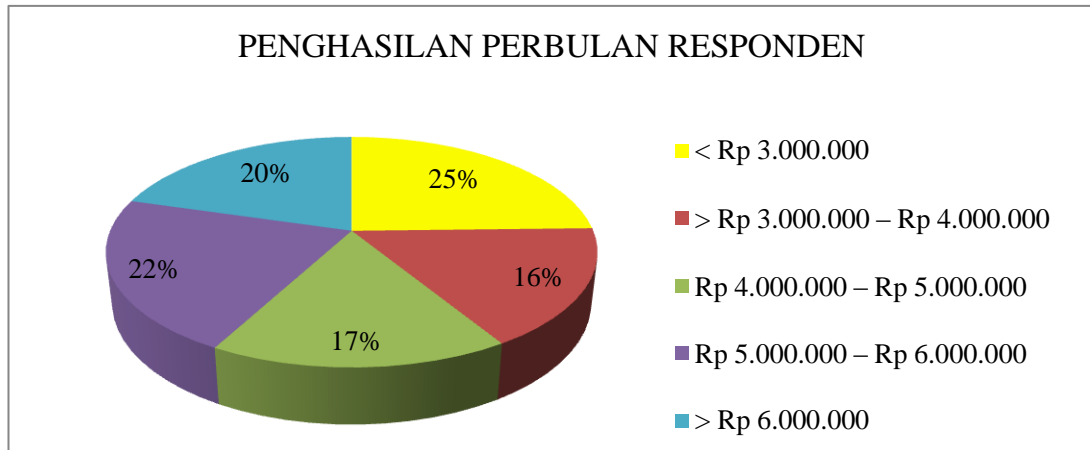 PENGHASILAN PERBULAN RESPONDEN
20%
25%
22%
16%
17%
< Rp 3.000.000
> Rp 3.000.000 – Rp 4.000.000
Rp 4.000.000 – Rp 5.000.000
Rp 5.000.000 – Rp 6.000.000
> Rp 6.000.000